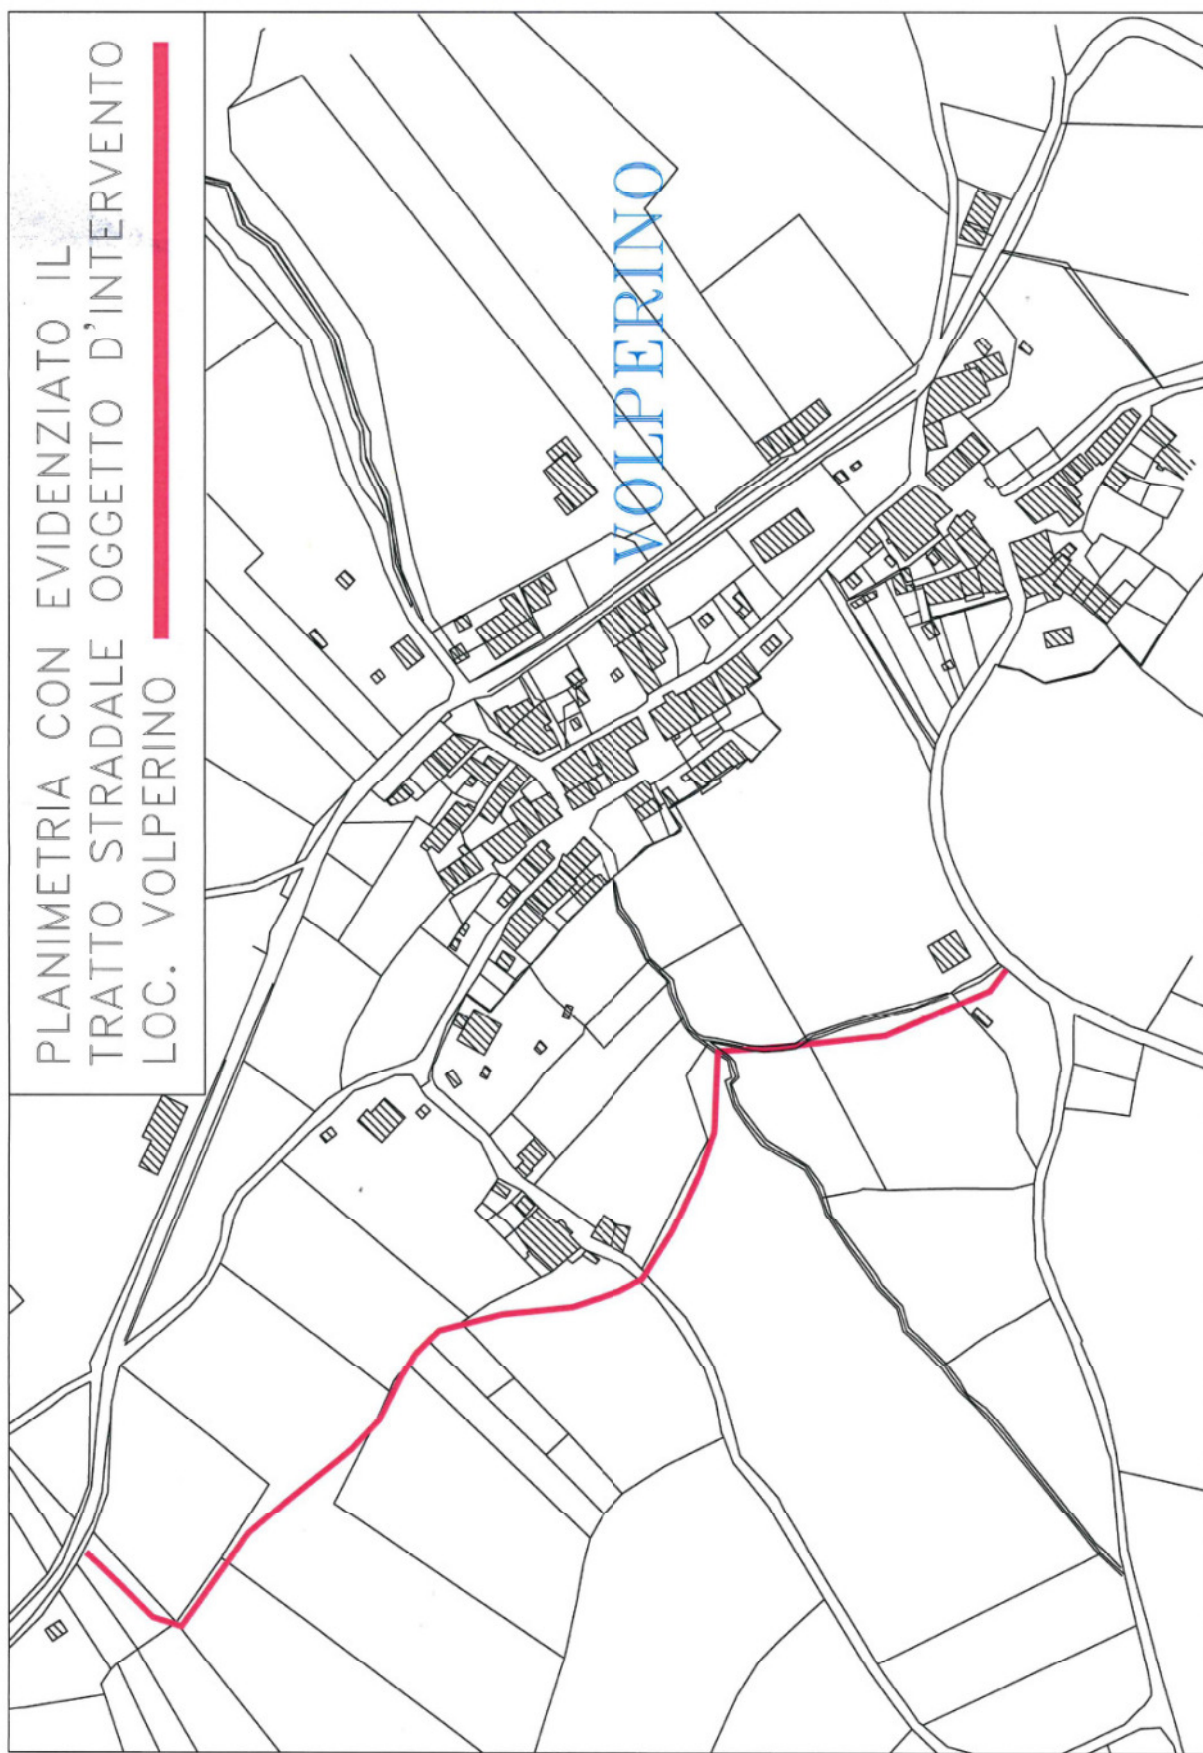 PLANIMETRIA CON EVIDENZIATO IL
TRATTO STRADALE OGGETTO D'INTERVENTO
LOC. VOLPERINO
VOLPERINO